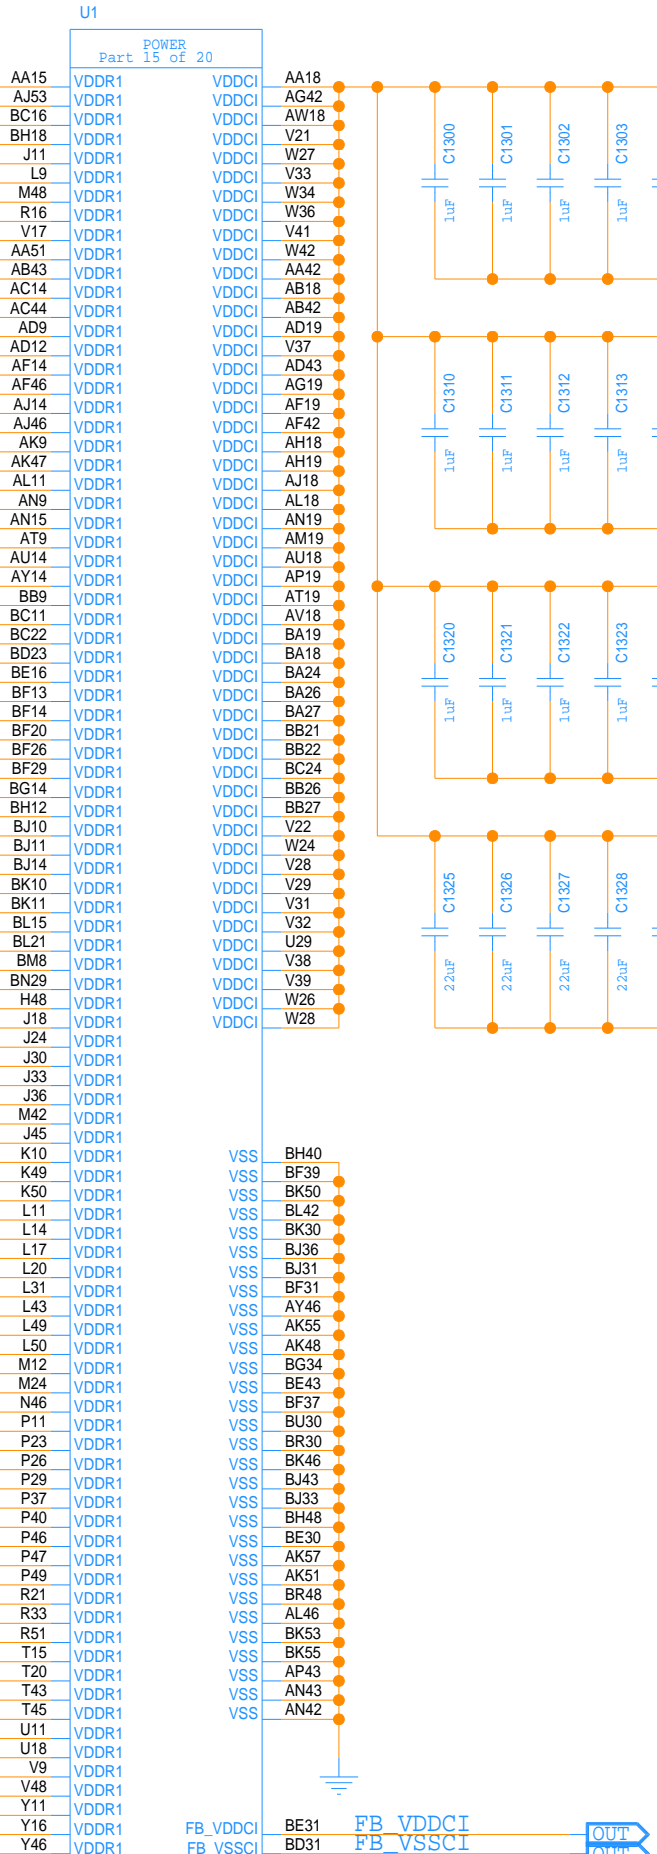 U1
POWER
Part 15 of 20
AA15 VDDR1 VDDCI AA18
AJ53 VDDR1 VDDCI AG42
BC16 VDDR1 VDDCI AW18
BH18 VDDR1 VDDCI V21
J11 VDDR1 VDDCI W27
L9 VDDR1 VDDCI V33
M48 VDDR1 VDDCI W34
R16 VDDR1 VDDCI W36
V17 VDDR1 VDDCI V41
AA51 VDDR1 VDDCI W42
AB43 VDDR1 VDDCI AA42
AC14 VDDR1 VDDCI AB18
AC44 VDDR1 VDDCI AB42
AD9 VDDR1 VDDCI AD19
AD12 VDDR1 VDDCI V37
AF14 VDDR1 VDDCI AD43
AF46 VDDR1 VDDCI AG19
AJ14 VDDR1 VDDCI AF19
AJ46 VDDR1 VDDCI AF42
AK9 VDDR1 VDDCI AH18
AK47 VDDR1 VDDCI AH19
AL11 VDDR1 VDDCI AJ18
AN9 VDDR1 VDDCI AL18
AN15 VDDR1 VDDCI AN19
AT9 VDDR1 VDDCI AM19
AU14 VDDR1 VDDCI AU18
AY14 VDDR1 VDDCI AP19
BB9 VDDR1 VDDCI AT19
BC11 VDDR1 VDDCI AV18
BC22 VDDR1 VDDCI BA19
BD23 VDDR1 VDDCI BA18
BE16 VDDR1 VDDCI BA24
BF13 VDDR1 VDDCI BA26
BF14 VDDR1 VDDCI BA27
BF20 VDDR1 VDDCI BB21
BF26 VDDR1 VDDCI BB22
BF29 VDDR1 VDDCI BC24
BG14 VDDR1 VDDCI BB26
BH12 VDDR1 VDDCI BB27
BJ10 VDDR1 VDDCI V22
BJ11 VDDR1 VDDCI W24
BJ14 VDDR1 VDDCI V28
BK10 VDDR1 VDDCI V29
BK11 VDDR1 VDDCI V31
BL15 VDDR1 VDDCI V32
BL21 VDDR1 VDDCI U29
BM8 VDDR1 VDDCI V38
BN29 VDDR1 VDDCI V39
H48 VDDR1 VDDCI W26
J18 VDDR1 VDDCI W28
J24 VDDR1
J30 VDDR1
J33 VDDR1
J36 VDDR1
M42 VDDR1
J45 VDDR1
K10 VDDR1 VSS BH40
K49 VDDR1 VSS BF39
K50 VDDR1 VSS BK50
L11 VDDR1 VSS BL42
L14 VDDR1 VSS BK30
L17 VDDR1 VSS BJ36
L20 VDDR1 VSS BJ31
L31 VDDR1 VSS BF31
L43 VDDR1 VSS AY46
L49 VDDR1 VSS AK55
L50 VDDR1 VSS AK48
M12 VDDR1 VSS BG34
M24 VDDR1 VSS BE43
N46 VDDR1 VSS BF37
P11 VDDR1 VSS BU30
P23 VDDR1 VSS BR30
P26 VDDR1 VSS BK46
P29 VDDR1 VSS BJ43
P37 VDDR1 VSS BJ33
P40 VDDR1 VSS BH48
P46 VDDR1 VSS BE30
P47 VDDR1 VSS AK57
P49 VDDR1 VSS AK51
R21 VDDR1 VSS BR48
R33 VDDR1 VSS AL46
R51 VDDR1 VSS BK53
T15 VDDR1 VSS BK55
T20 VDDR1 VSS AP43
T43 VDDR1 VSS AN43
T45 VDDR1 VSS AN42
U11 VDDR1
U18 VDDR1
V9 VDDR1
V48 VDDR1
Y11 VDDR1
Y16 VDDR1 FB_VDDCI BE31 FB_VDDCI OUT
Y46 VDDR1 FB_VSSCI BD31 FB_VSSCI OUT
C1300 C1301 C1302 C1303
1uF 1uF 1uF 1uF
C1310 C1311 C1312 C1313
1uF 1uF 1uF 1uF
C1320 C1321 C1322 C1323
1uF 1uF 1uF 1uF
C1325 C1326 C1327 C1328
22uF 22uF 22uF 22uF